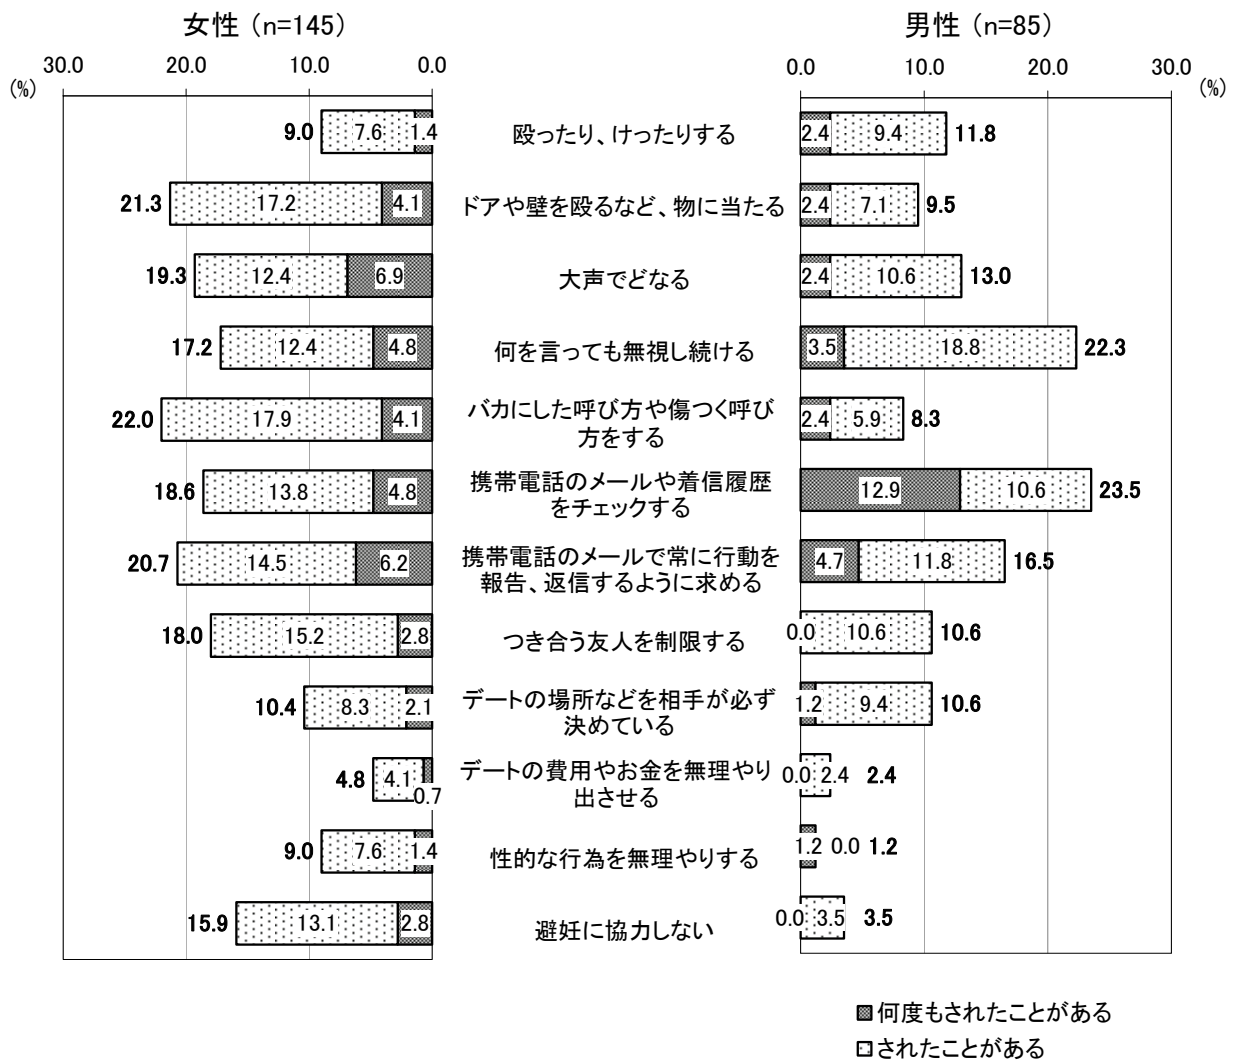 女性（n=145）
男性（n=85）
30.0 20.0 10.0 0.0
0.0 10.0 20.0 30.0
(%)
(%)
9.0 7.6 1.4 殴ったり、けったりする 2.4 9.4 11.8
21.3 17.2 4.1 ドアや壁を殴るなど、物に当たる 2.4 7.1 9.5
19.3 12.4 6.9 大声でどなる 2.4 10.6 13.0
17.2 12.4 4.8 何を言っても無視し続ける 3.5 18.8 22.3
22.0 17.9 4.1 バカにした呼び方や傷つく呼び
方をする 2.4 5.9 8.3
18.6 13.8 4.8 携帯電話のメールや着信履歴
をチェックする 12.9 10.6 23.5
20.7 14.5 6.2 携帯電話のメールで常に行動を
報告、返信するように求める 4.7 11.8 16.5
18.0 15.2 2.8 つき合う友人を制限する 0.0 10.6 10.6
10.4 8.3 2.1 デートの場所などを相手が必ず
決めている 1.2 9.4 10.6
4.8 4.1 0.7 デートの費用やお金を無理やり
出させる 0.0 2.4 2.4
9.0 7.6 1.4 性的な行為を無理やりする 1.2 0.0 1.2
15.9 13.1 2.8 避妊に協力しない 0.0 3.5 3.5
何度もされたことがある
されたことがある